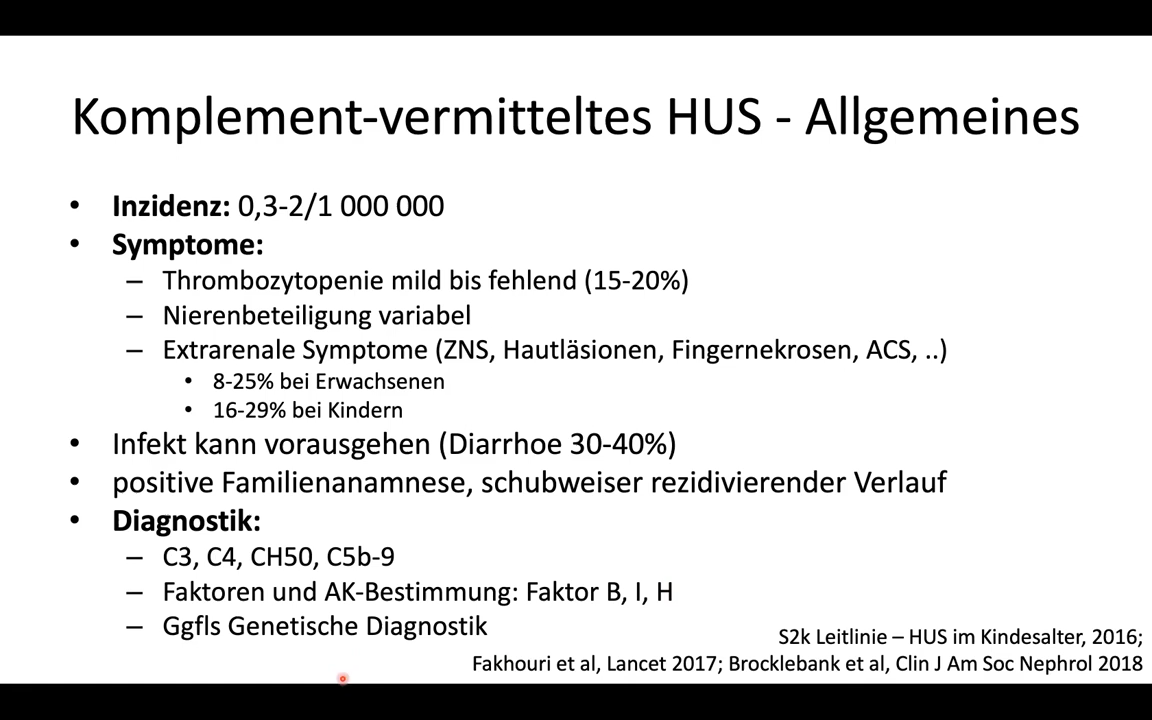 Komplement-vermitteltes HUS - Allgemeines
• Inzidenz: 0,3-2/1 000 000
• Symptome:
– Thrombozytopenie mild bis fehlend (15-20%)
– Nierenbeteiligung variabel
– Extrarenale Symptome (ZNS, Hautläsionen, Fingernekrosen, ACS, ..)
• 8-25% bei Erwachsenen
• 16-29% bei Kindern
• Infekt kann vorausgehen (Diarrhoe 30-40%)
• positive Familienanamnese, schubweiser rezidivierender Verlauf
• Diagnostik:
– C3, C4, CH50, C5b-9
– Faktoren und AK-Bestimmung: Faktor B, I, H
– Ggfls Genetische Diagnostik
S2k Leitlinie – HUS im Kindesalter, 2016;
Fakhouri et al, Lancet 2017; Brocklebank et al, Clin J Am Soc Nephrol 2018